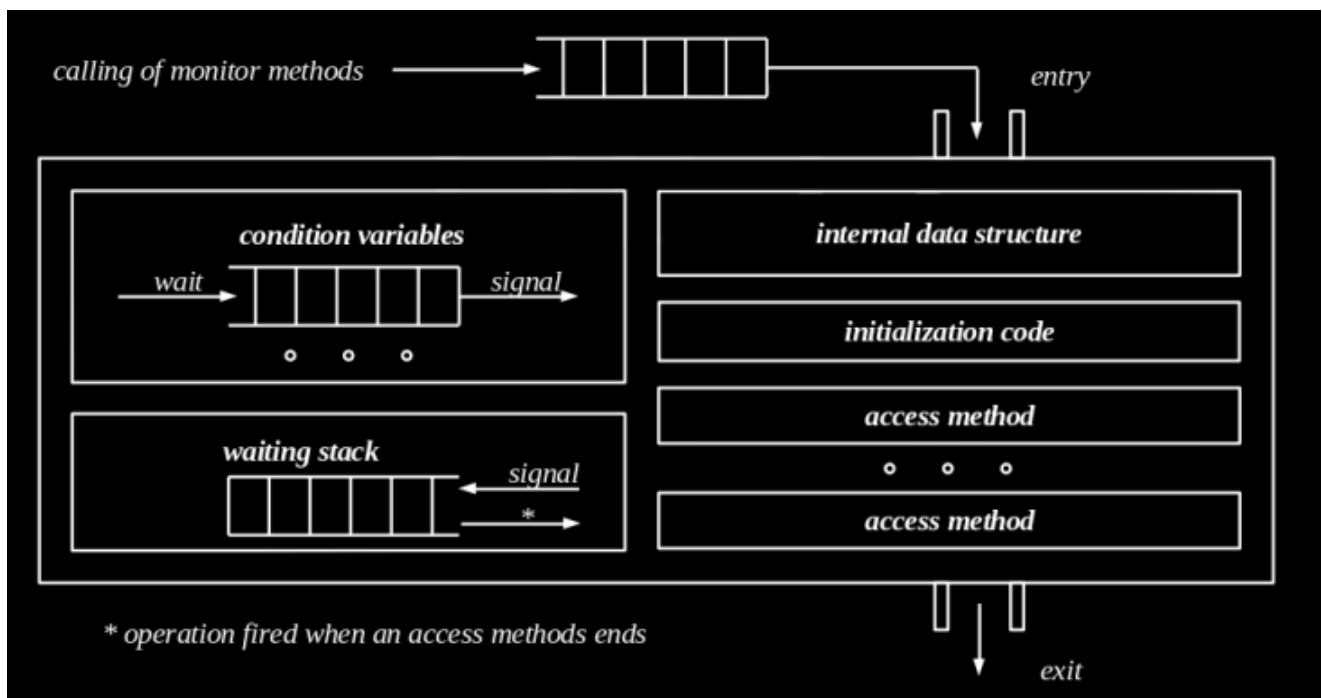 calling of monitor methods
entry
condition variables
wait
signal
internal data structure
initialization code
access method
waiting stack
signal
*
access method
* operation fired when an access methods ends
exit